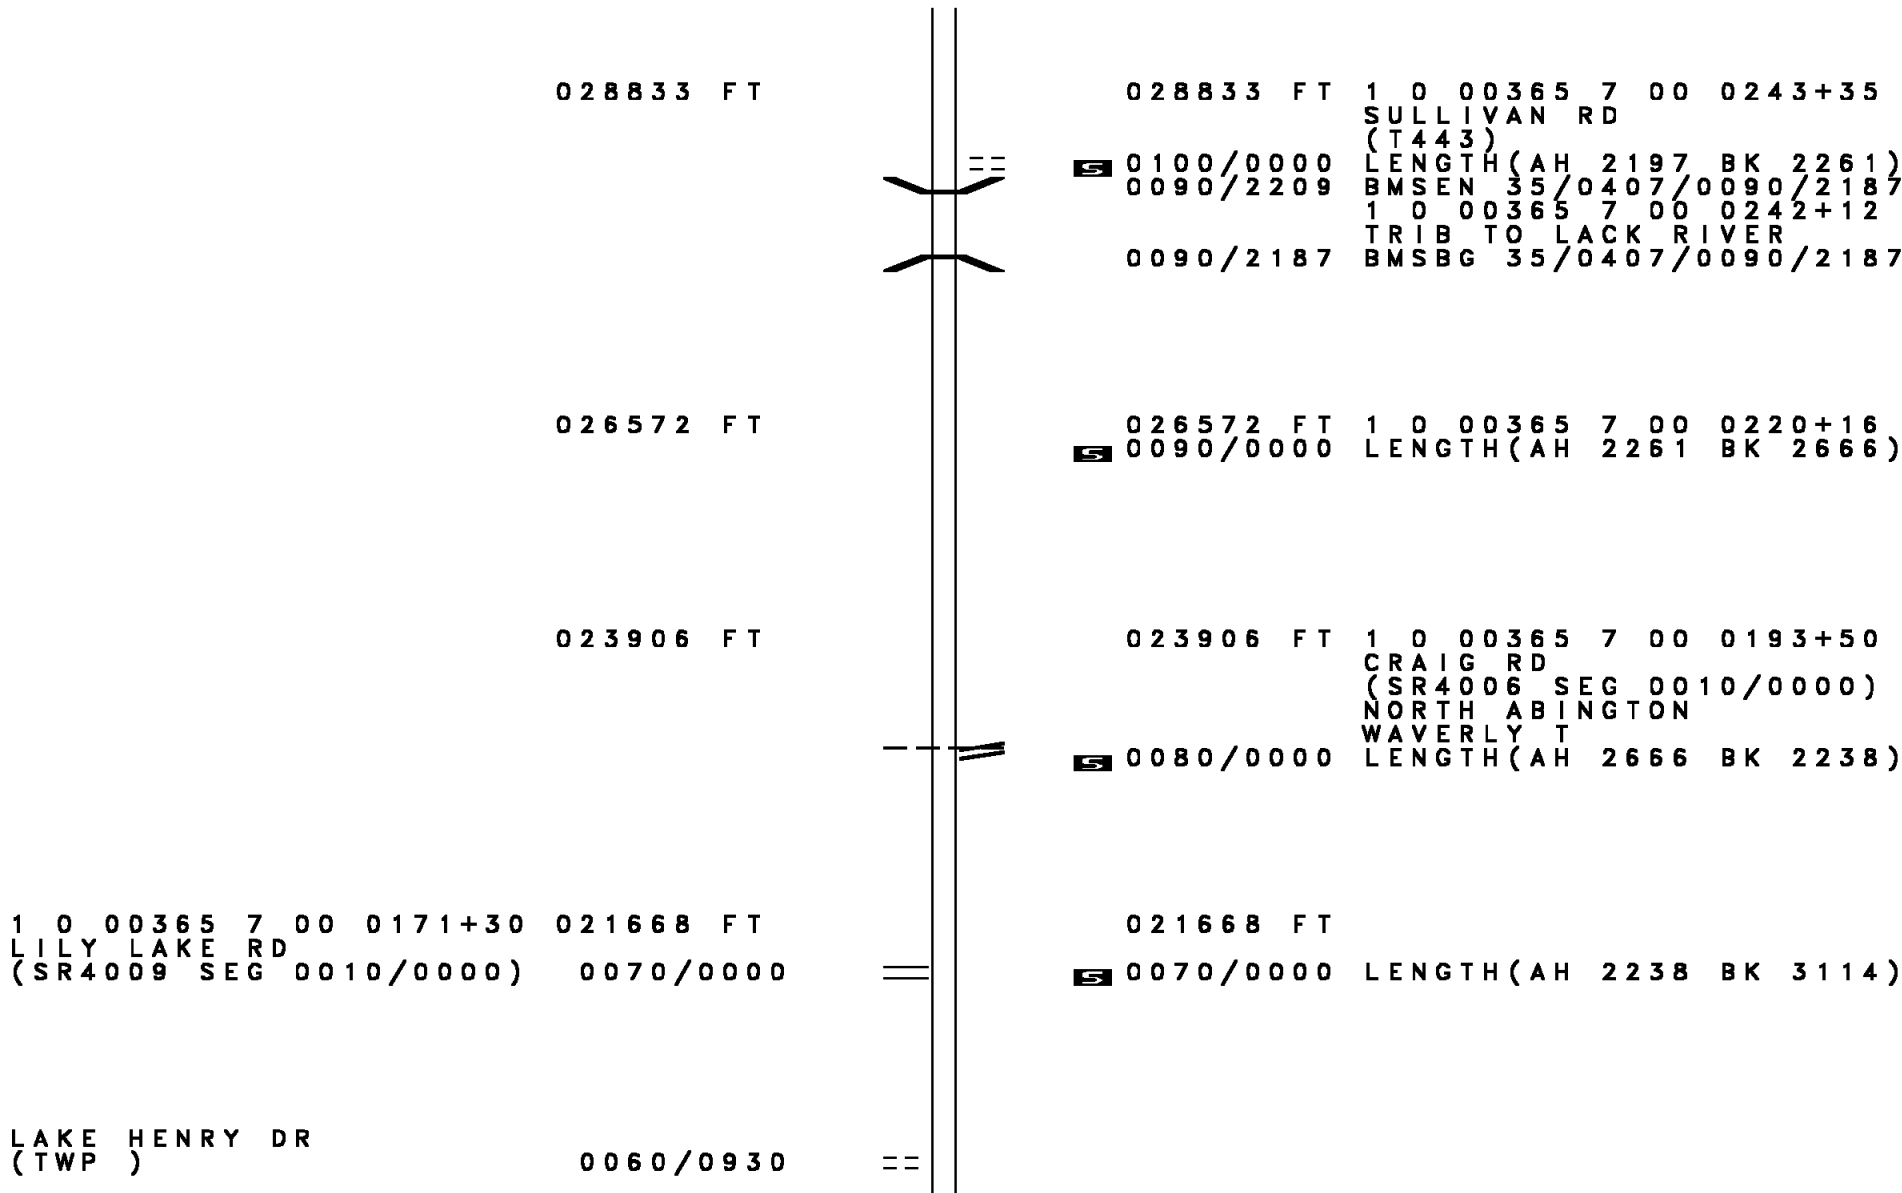 028833 FT 028833 FT 1 0 00365 7 00 0243+35
SULLIVAN RD
(T443)
S 0100/0000 LENGTH(AH 2197 BK 2261)
0090/2209 BMSEN 35/0407/0090/2187
1 0 00365 7 00 0242+12
TRIB TO LACK RIVER
0090/2187 BMSBG 35/0407/0090/2187
026572 FT 026572 FT 1 0 00365 7 00 0220+16
S 0090/0000 LENGTH(AH 2261 BK 2666)
023906 FT 023906 FT 1 0 00365 7 00 0193+50
CRAIG RD
(SR4006 SEG 0010/0000)
NORTH ABINGTON
WAVERLY T
S 0080/0000 LENGTH(AH 2666 BK 2238)
1 0 00365 7 00 0171+30 021668 FT 021668 FT
LILY LAKE RD
(SR4009 SEG 0010/0000) 0070/0000 S 0070/0000 LENGTH(AH 2238 BK 3114)
LAKE HENRY DR
(TWP ) 0060/0930